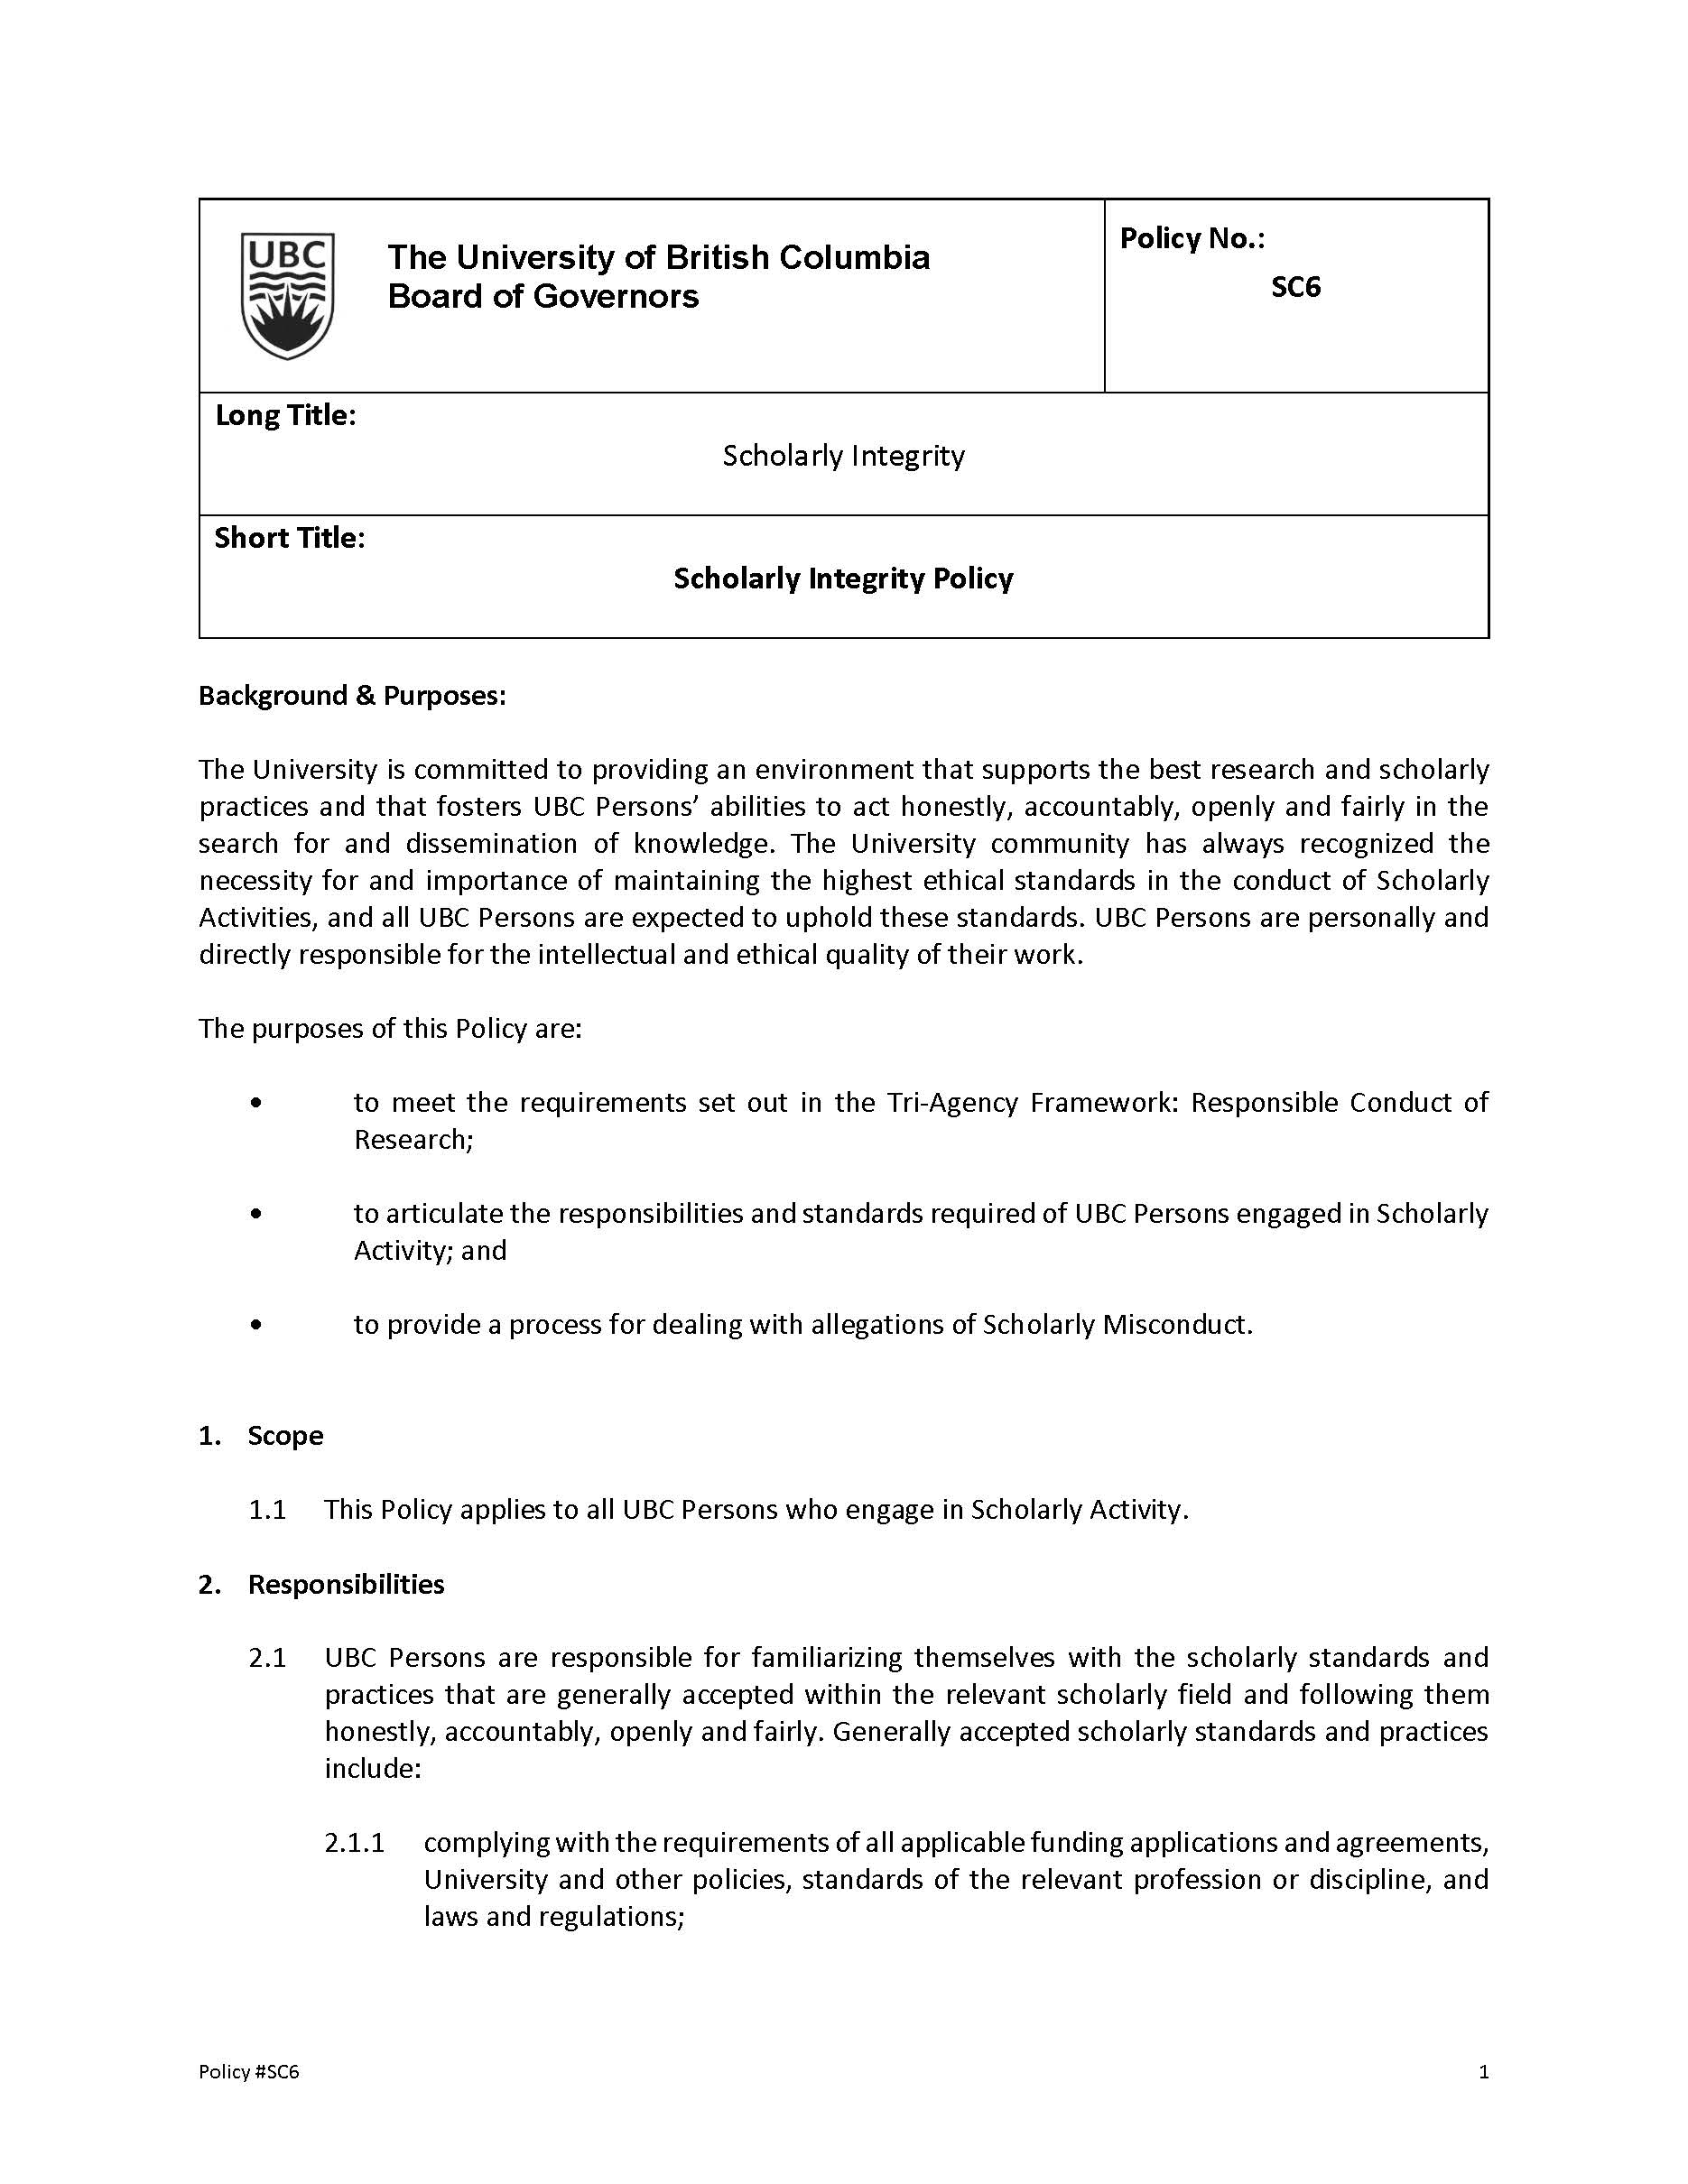 UBC
The University of British Columbia
Board of Governors
Policy No.:
SC6
Long Title:
Scholarly Integrity
Short Title:
Scholarly Integrity Policy
Background & Purposes:
The University is committed to providing an environment that supports the best research and scholarly
practices and that fosters UBC Persons’ abilities to act honestly, accountably, openly and fairly in the
search for and dissemination of knowledge. The University community has always recognized the
necessity for and importance of maintaining the highest ethical standards in the conduct of Scholarly
Activities, and all UBC Persons are expected to uphold these standards. UBC Persons are personally and
directly responsible for the intellectual and ethical quality of their work.
The purposes of this Policy are:
• to meet the requirements set out in the Tri-Agency Framework: Responsible Conduct of
Research;
• to articulate the responsibilities and standards required of UBC Persons engaged in Scholarly
Activity; and
• to provide a process for dealing with allegations of Scholarly Misconduct.
1. Scope
1.1 This Policy applies to all UBC Persons who engage in Scholarly Activity.
2. Responsibilities
2.1 UBC Persons are responsible for familiarizing themselves with the scholarly standards and
practices that are generally accepted within the relevant scholarly field and following them
honestly, accountably, openly and fairly. Generally accepted scholarly standards and practices
include:
2.1.1 complying with the requirements of all applicable funding applications and agreements,
University and other policies, standards of the relevant profession or discipline, and
laws and regulations;
Policy #SC6 1